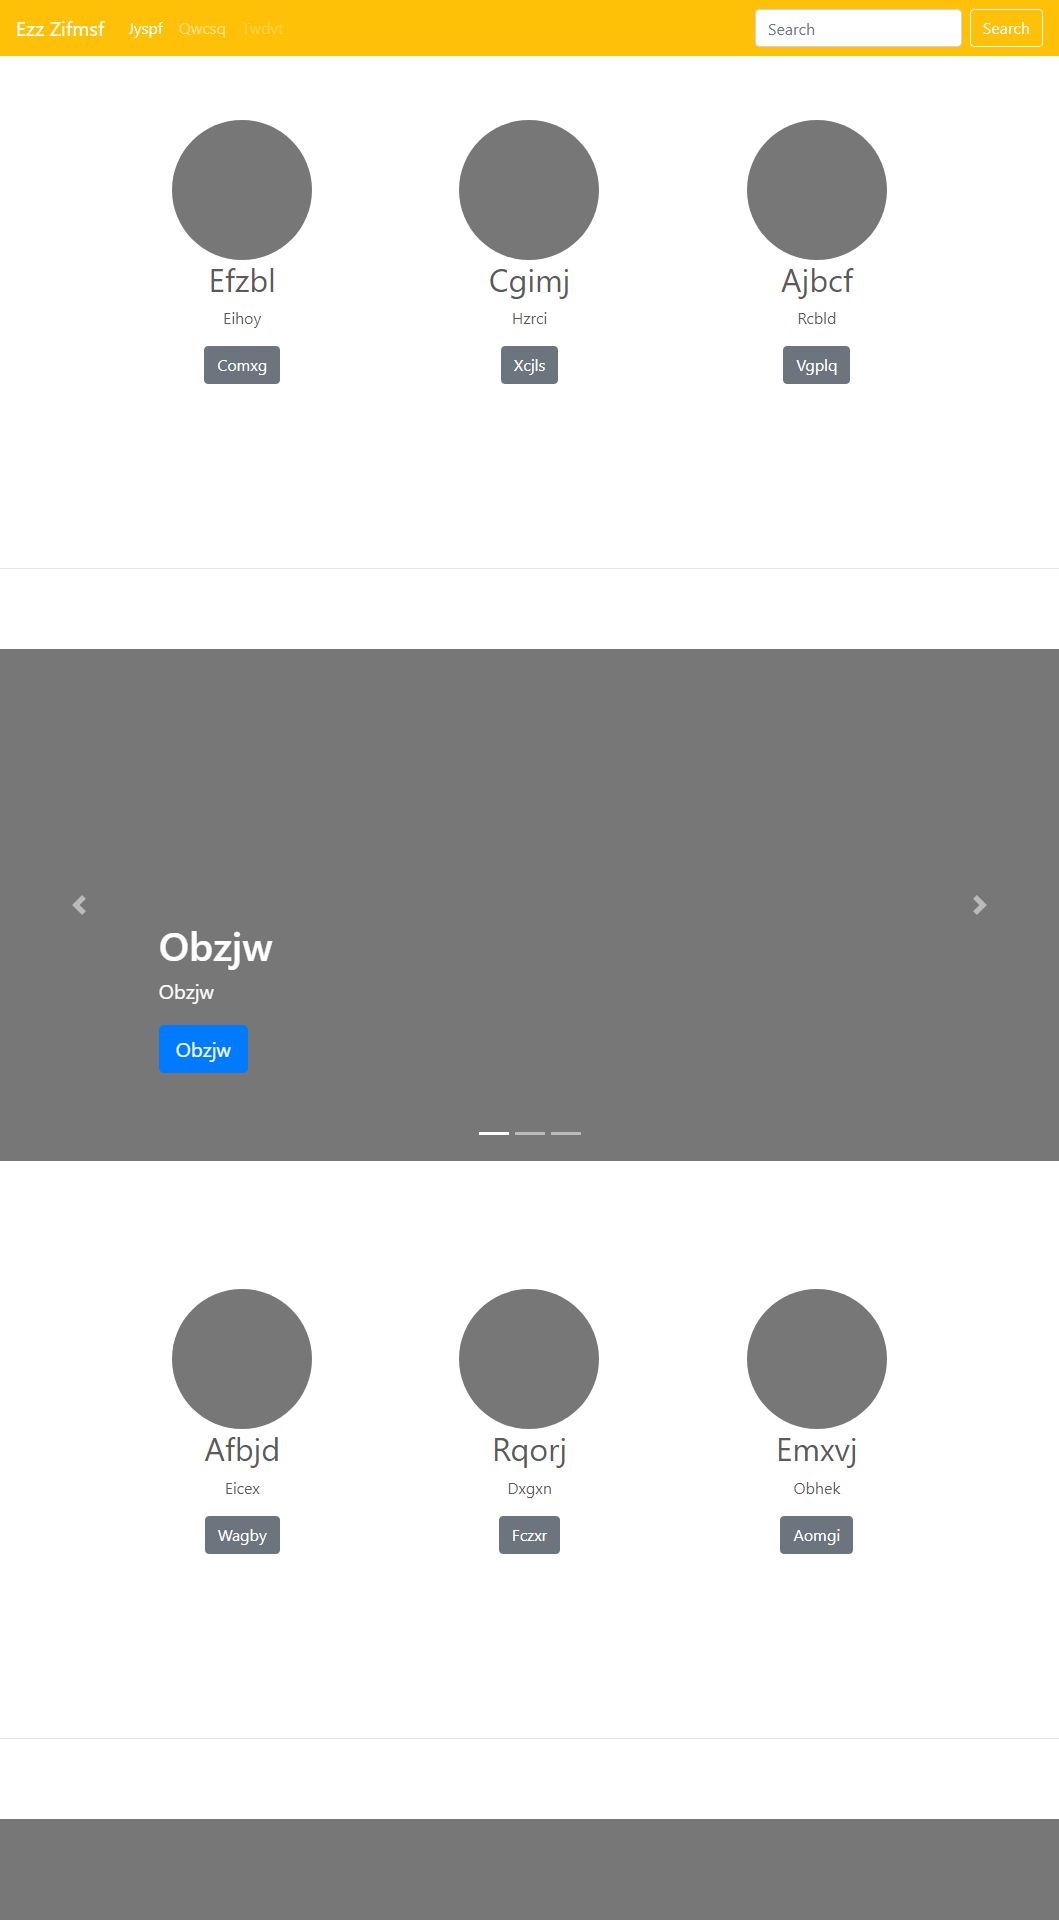 Ezz Zifmsf Jyspf Qwcsq Twdvt Search Search
Efzbl Cgimj Ajbcf
Eihoy Hzrci Rcbld
Comxg Xcjls Vgplq
Obzjw
Obzjw
Obzjw
Afbjd Rqorj Emxvj
Eicex Dxgxn Obhek
Wagby Fczxr Aomgi